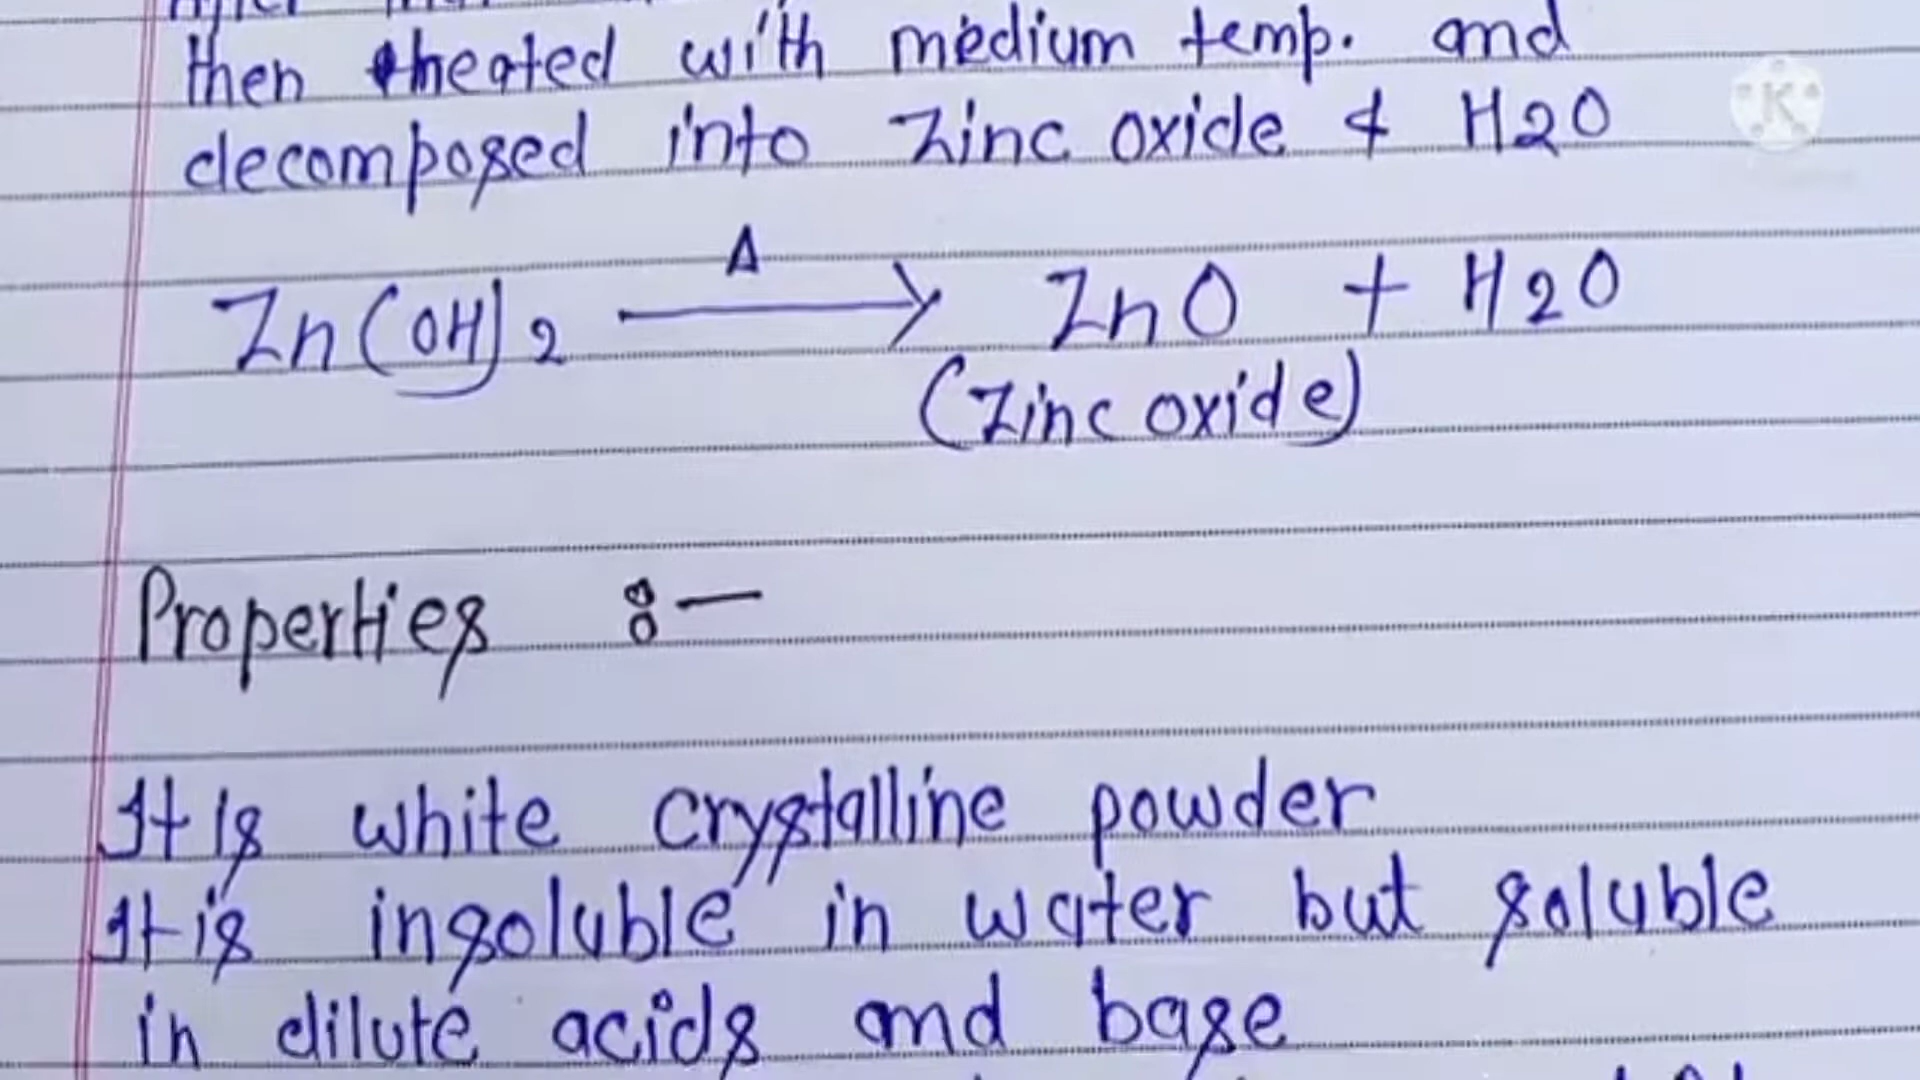 then heated with medium temp. and
decomposed into Zinc oxide & H2O
Δ
Zn(OH)2 ⟶ ZnO + H2O
(Zinc oxide)
Properties :-
It is white crystalline powder
It is insoluble in water but soluble
in dilute acids and base